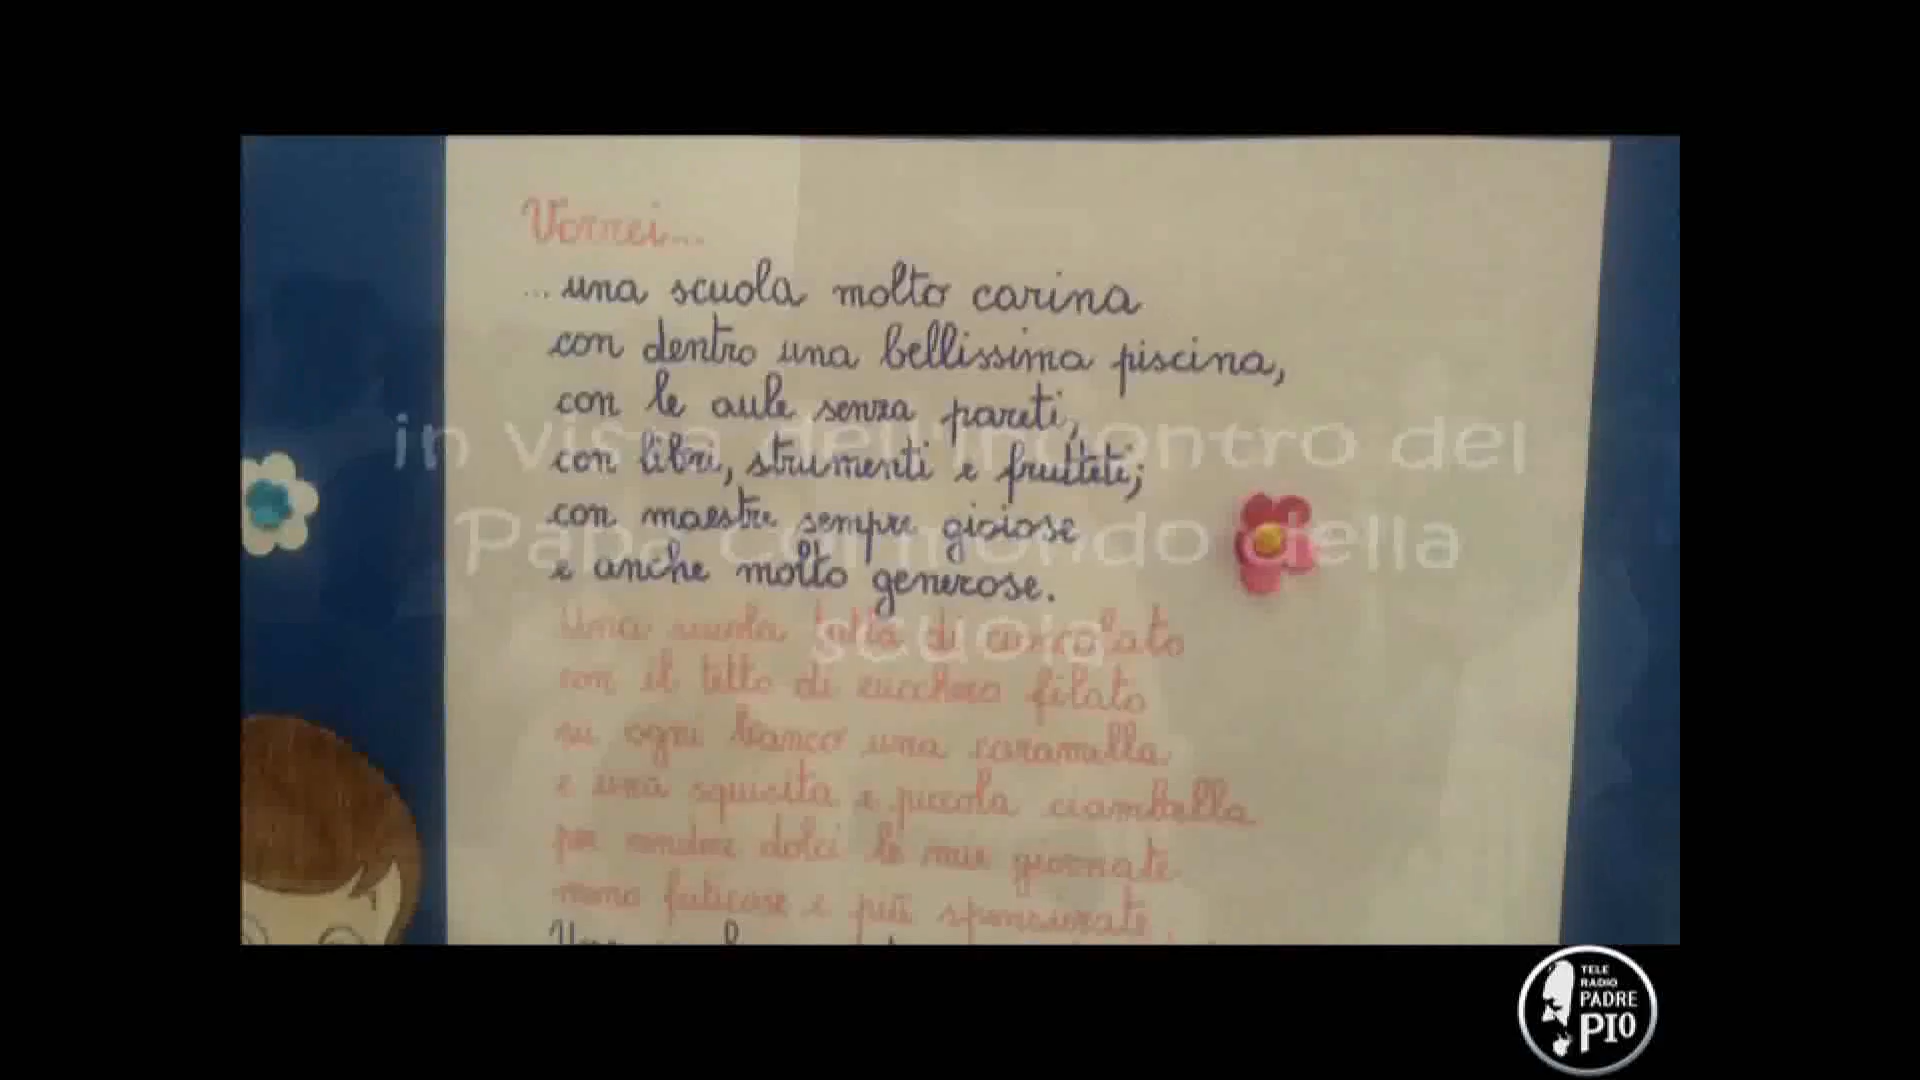 Vorrei...
...una scuola molto carina
con dentro una bellissima piscina,
con le aule senza pareti,
in vista dell'incontro del
con libri, strumenti e frutteti;
con maestre sempre gioiose
Papa col mondo della
e anche molto generose.
Una scuola tutta di cioccolato
scuola
con il tetto di zucchero filato
su ogni banco una caramella
e una squisita e piccola ciambella
per rendere dolci le mie giornate
meno faticose e più spensierate.
TELE
RADIO
PADRE
PIO